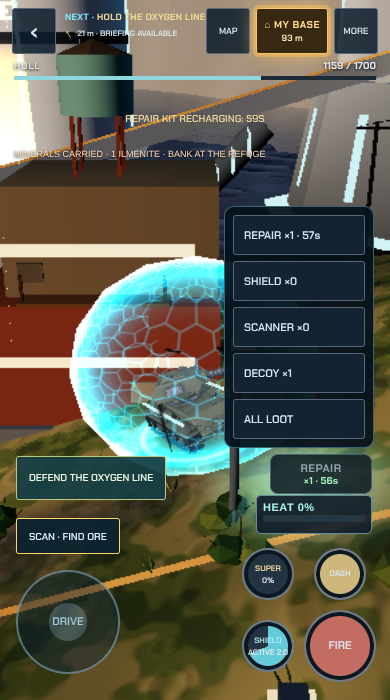 NEXT · HOLD THE OXYGEN LINE
21 m · BRIEFING AVAILABLE
MAP
⌂ MY BASE
93 m
MORE
HULL
1159 / 1700
REPAIR KIT RECHARGING: 59S
MINERALS CARRIED - 1 ILMENITE · BANK AT THE REFUGE
REPAIR ×1 · 57s
SHIELD ×0
SCANNER ×0
DECOY ×1
ALL LOOT
REPAIR
×1 · 56s
DEFEND THE OXYGEN LINE
HEAT 0%
SCAN · FIND ORE
SUPER
0%
DASH
DRIVE
SHIELD
ACTIVE 2.0
FIRE